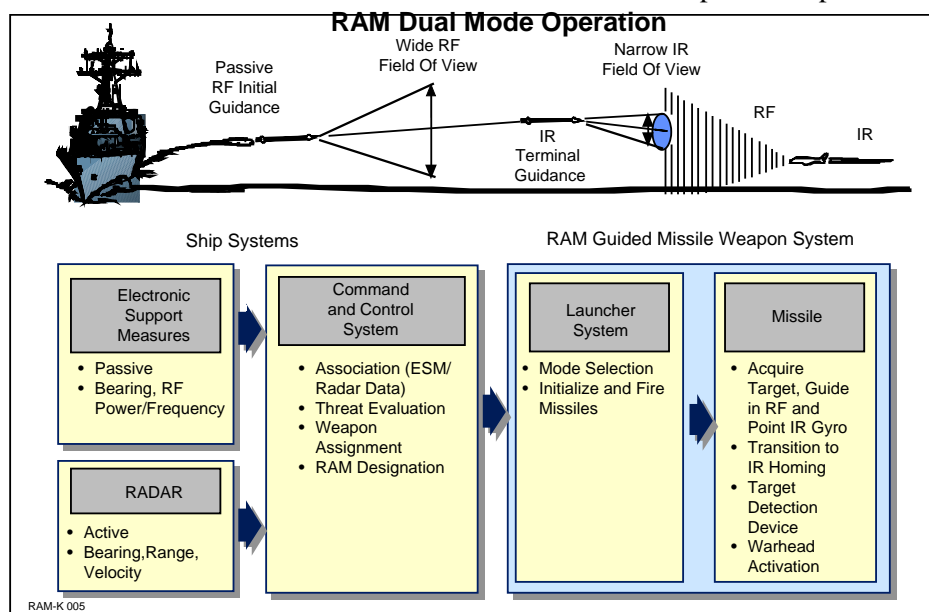 RAM Dual Mode Operation
Passive
RF Initial
Guidance
Wide RF
Field Of View
IR
Terminal
Guidance
Narrow IR
Field Of View
RF
IR
Ship Systems
RAM Guided Missile Weapon System
Electronic
Support
Measures
• Passive
• Bearing, RF
Power/Frequency
RADAR
• Active
• Bearing,Range,
Velocity
Command
and Control
System
• Association (ESM/
Radar Data)
• Threat Evaluation
• Weapon
Assignment
• RAM Designation
Launcher
System
• Mode Selection
• Initialize and Fire
Missiles
Missile
• Acquire
Target, Guide
in RF and
Point IR Gyro
• Transition to
IR Homing
• Target
Detection
Device
• Warhead
Activation
RAM-K 005